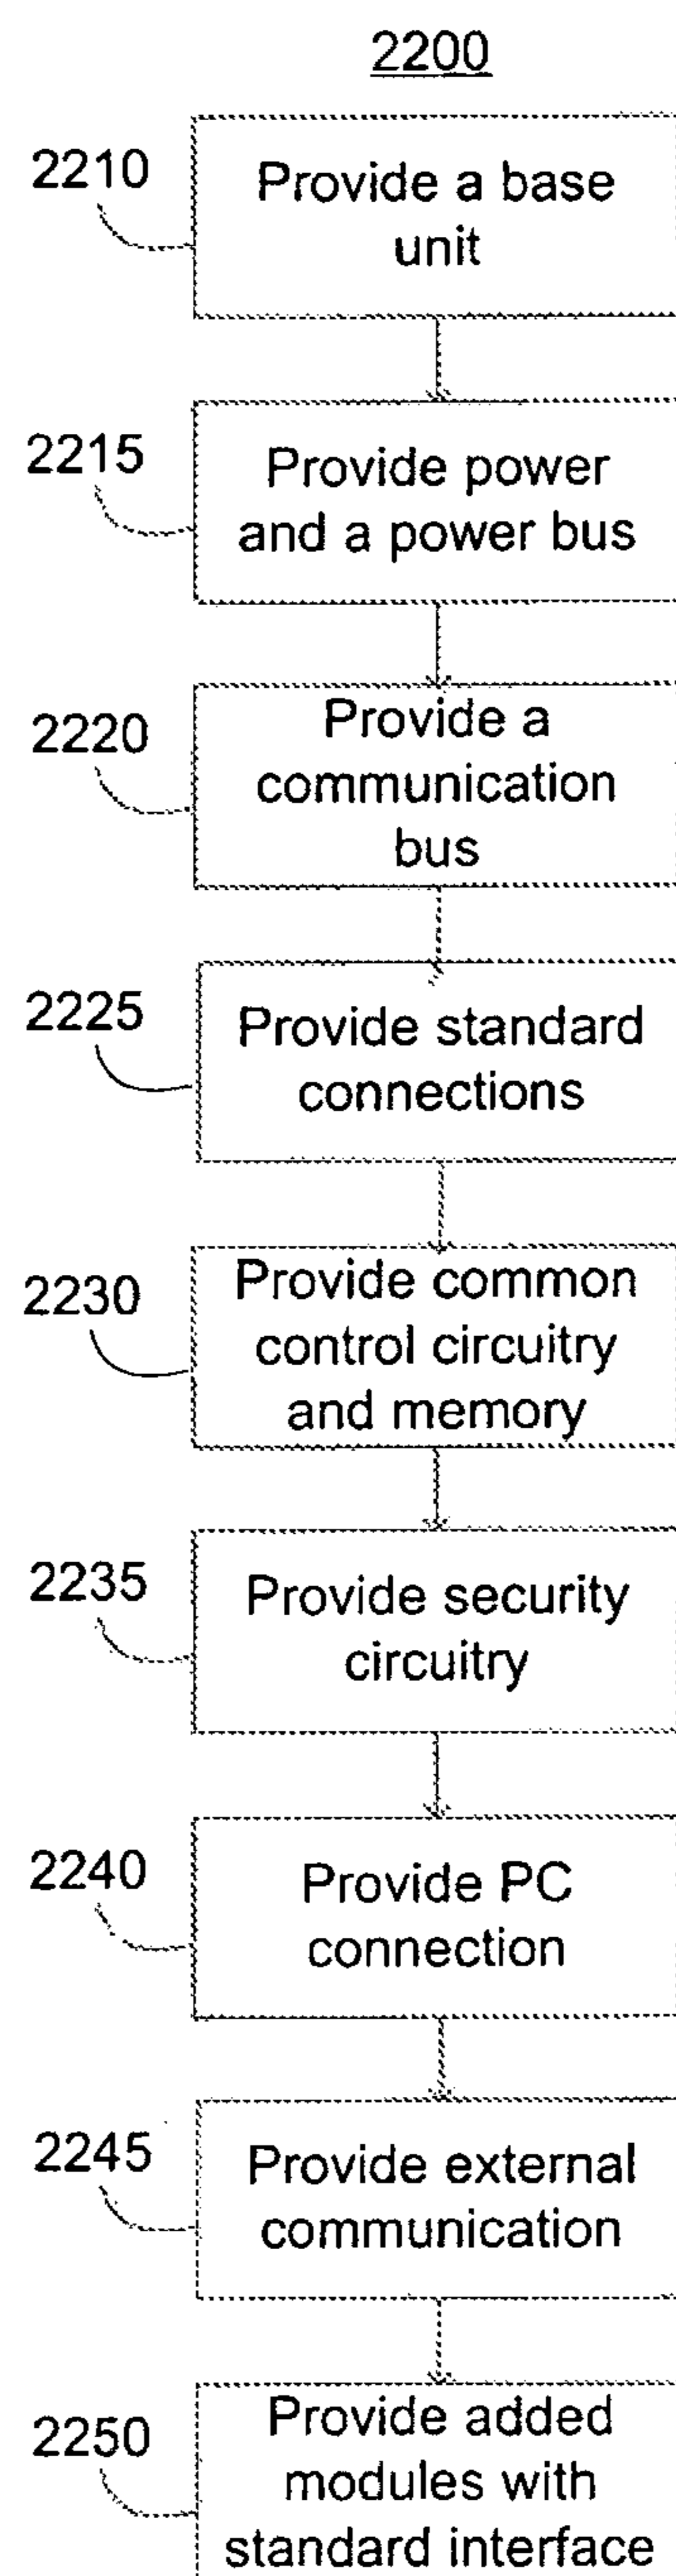 2200
2210
Provide a base
unit
2215
Provide power
and a power bus
2220
Provide a
communication
bus
2225
Provide standard
connections
2230
Provide common
control circuitry
and memory
2235
Provide security
circuitry
2240
Provide PC
connection
2245
Provide external
communication
2250
Provide added
modules with
standard interface